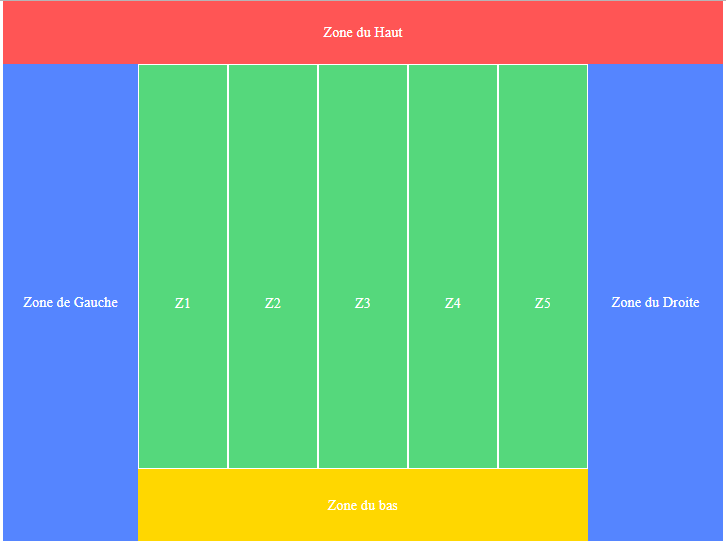 Zone du Haut
Zone de Gauche
Z1
Z2
Z3
Z4
Z5
Zone du Droite
Zone du bas